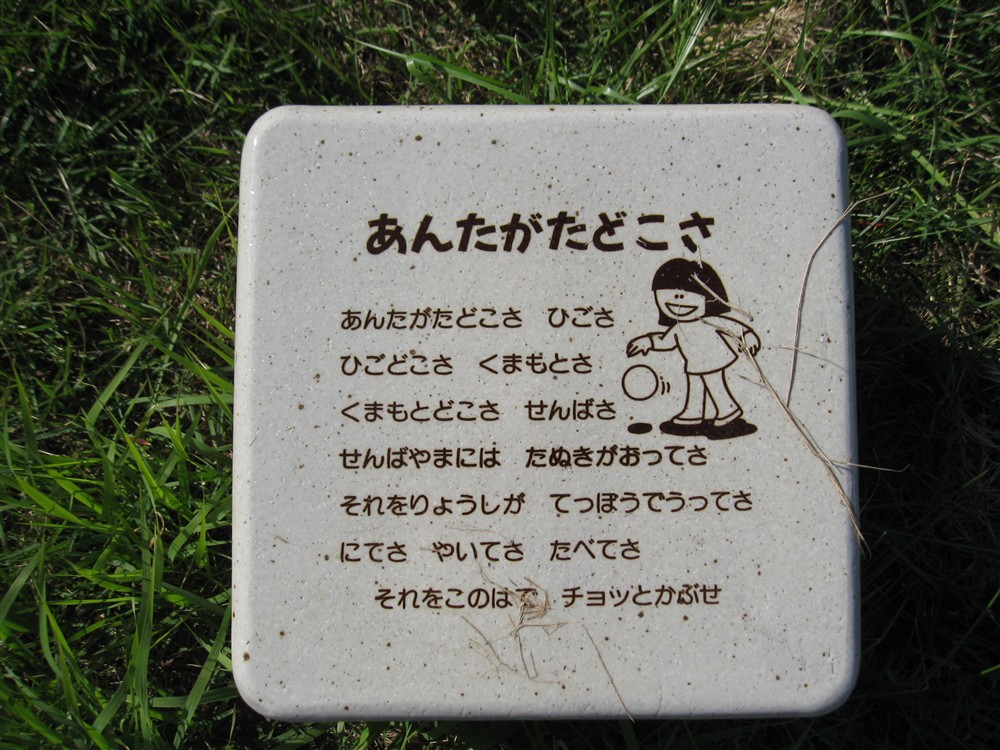 あんたがたどこさ
あんたがたどこさ　ひごさ
ひごどこさ　くまもとさ
くまもとどこさ　せんばさ
せんばやまには　たぬきがおってさ
それをりょうしが　てっぽうでうってさ
にてさ　やいてさ　たべてさ
それをこのはで　チョッとかぶせ